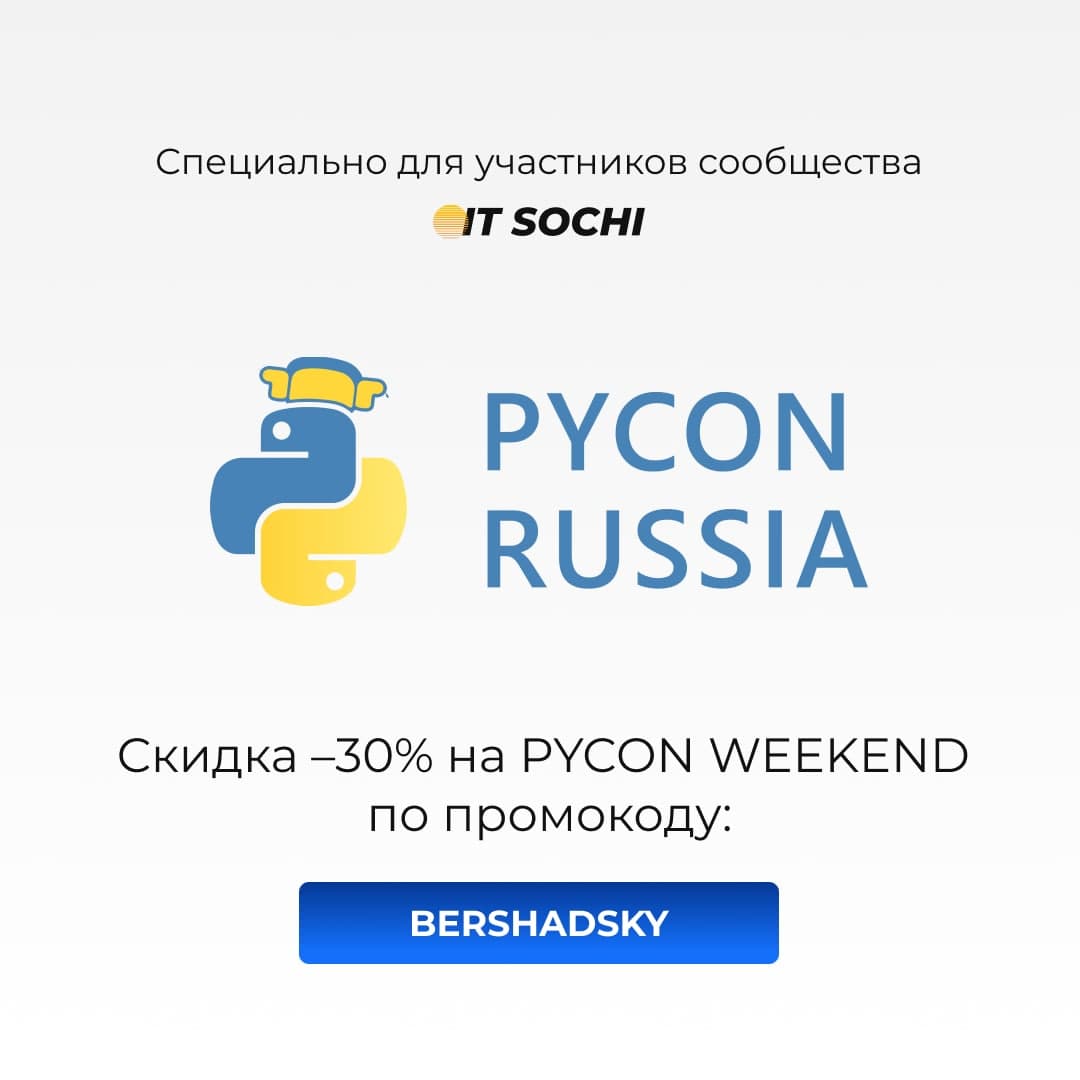 Специально для участников сообщества
IT SOCHI
PYCON
RUSSIA
Скидка –30% на PYCON WEEKEND
по промокоду:
BERSHADSKY